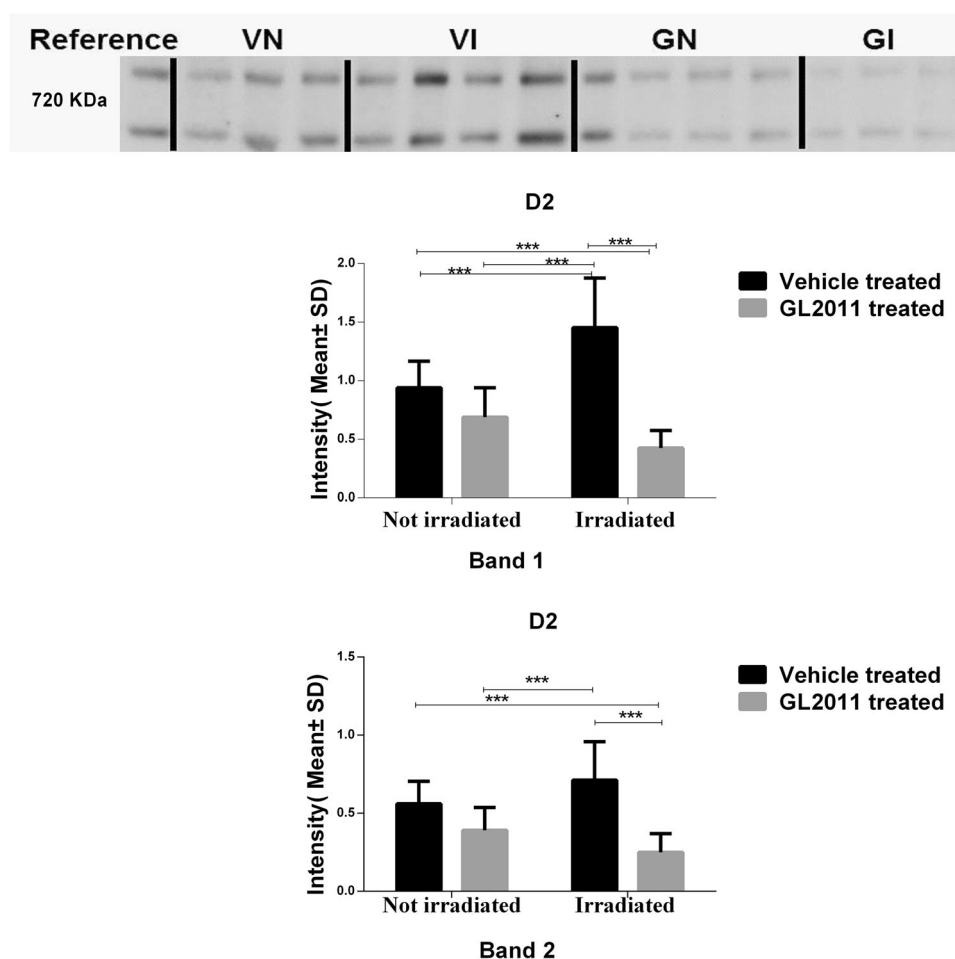 Reference VN VI GN GI
720 KDa
D2
*** ***
***
***
2.0
1.5
1.0
0.5
0.0
Intensity( Mean± SD)
Vehicle treated
GL2011 treated
Not irradiated Irradiated
Band 1
D2
***
***
***
1.5
1.0
0.5
0.0
Intensity( Mean± SD)
Vehicle treated
GL2011 treated
Not irradiated Irradiated
Band 2